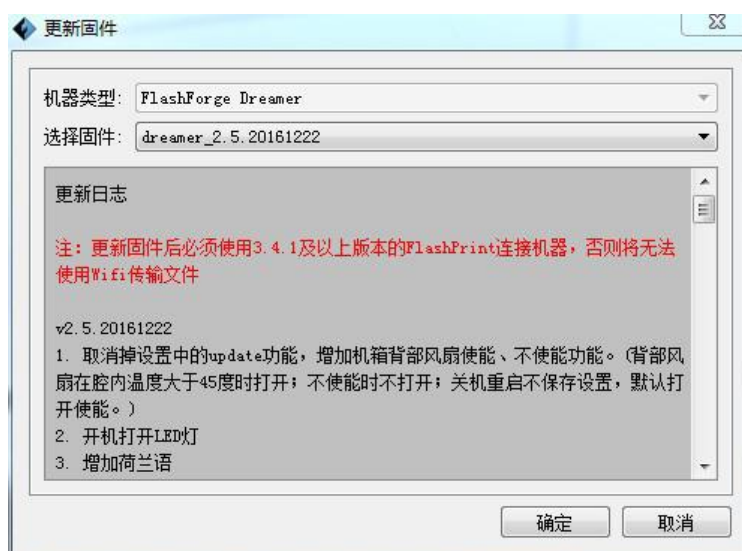 更新固件
机器类型: FlashForge Dreamer
选择固件: dreamer_2.5.20161222
更新日志
注：更新固件后必须使用3.4.1及以上版本的FlashPrint连接机器，否则将无法
使用Wifi传输文件
v2.5.20161222
1. 取消掉设置中的update功能，增加机箱背部风扇使能、不使能功能。(背部风
扇在腔内温度大于45度时打开；不使能时不打开；关机重启不保存设置，默认打
开使能。)
2. 开机打开LED灯
3. 增加荷兰语
确定 取消